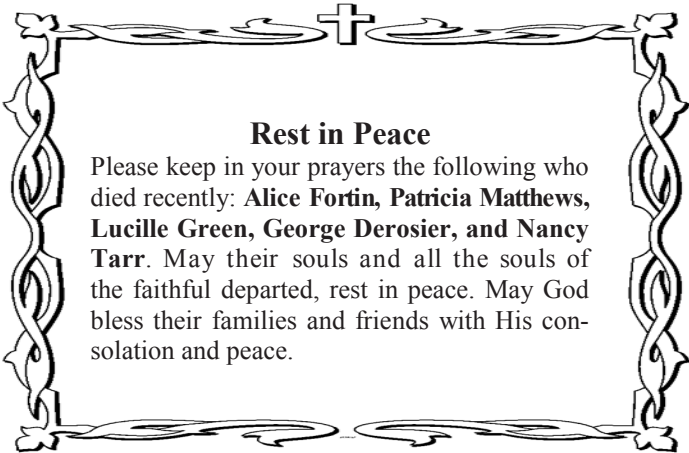 Rest in Peace
Please keep in your prayers the following who
died recently: Alice Fortin, Patricia Matthews,
Lucille Green, George Derosier, and Nancy
Tarr. May their souls and all the souls of
the faithful departed, rest in peace. May God
bless their families and friends with His con-
solation and peace.